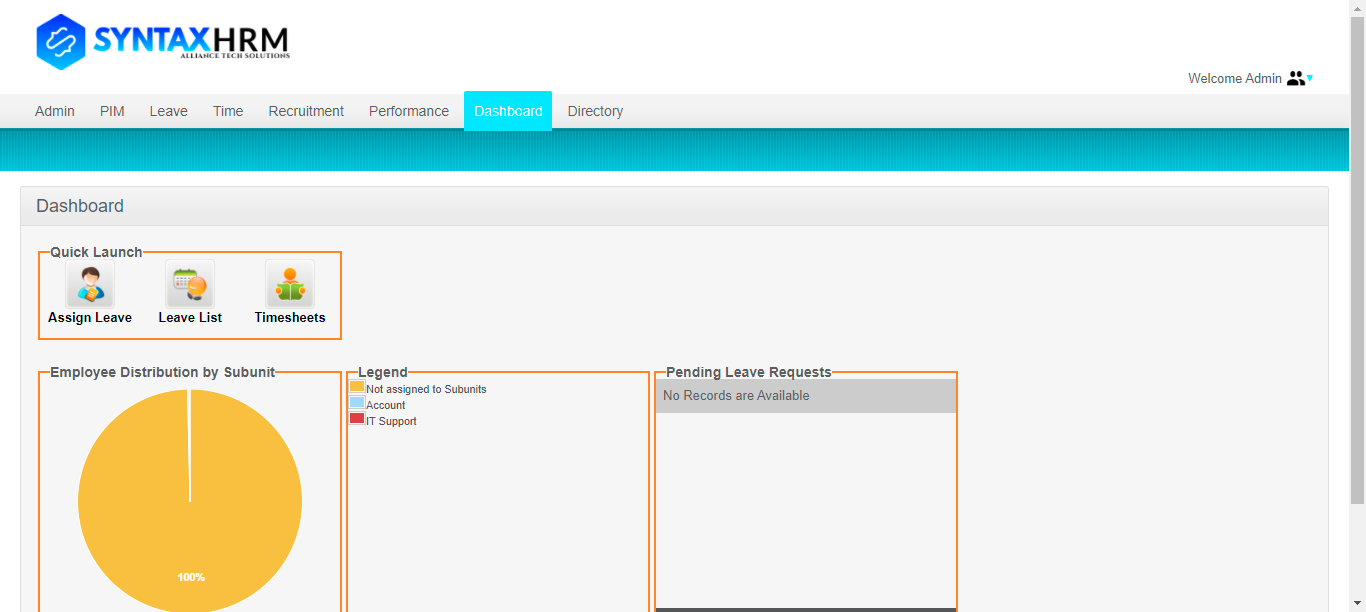 SYNTAXHRM
ALLIANCE TECH SOLUTIONS
Welcome Admin
Admin PIM Leave Time Recruitment Performance Dashboard Directory
Dashboard
Quick Launch
Assign Leave Leave List Timesheets
Employee Distribution by Subunit
100%
Legend
Not assigned to Subunits
Account
IT Support
Pending Leave Requests
No Records are Available